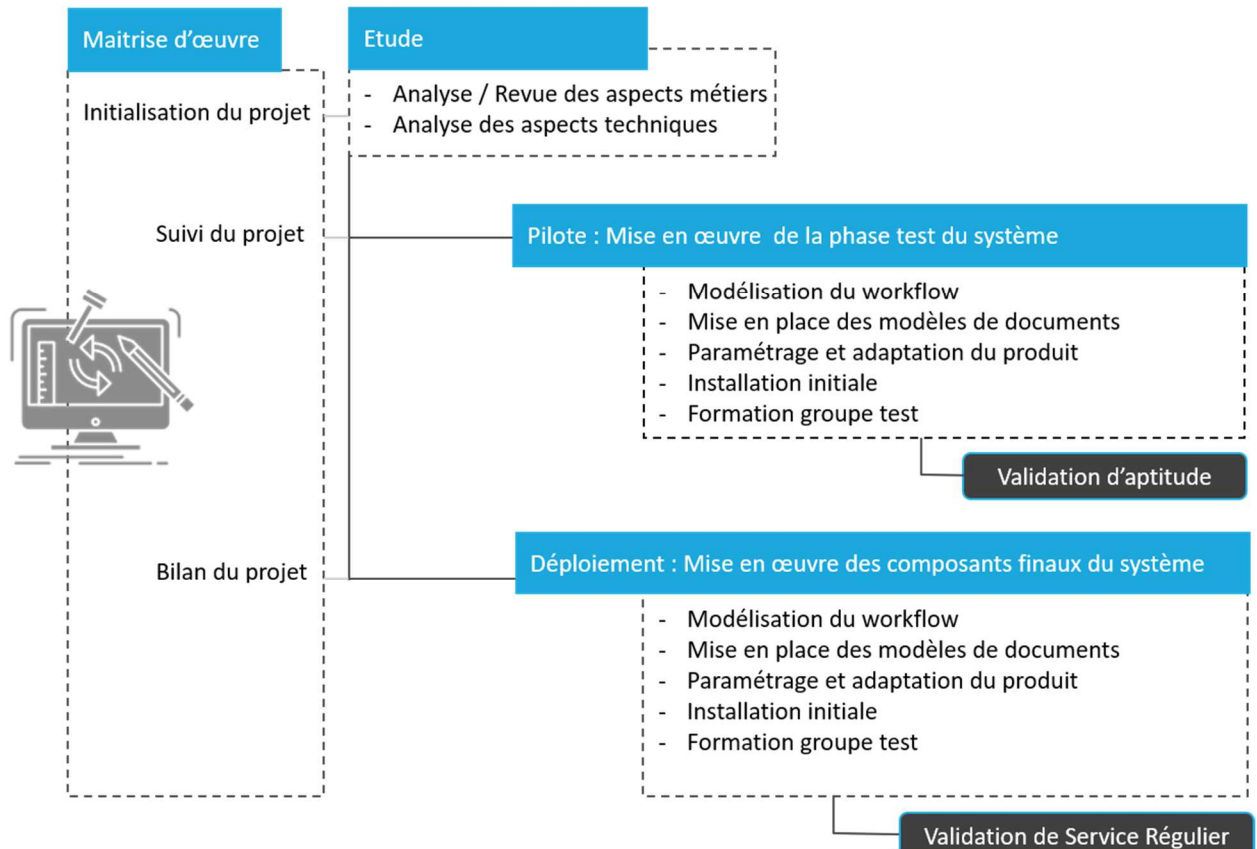 Maitrise d'œuvre
Etude
Initialisation du projet
- Analyse / Revue des aspects métiers
- Analyse des aspects techniques
Suivi du projet
Pilote : Mise en œuvre de la phase test du système
- Modélisation du workflow
- Mise en place des modèles de documents
- Paramétrage et adaptation du produit
- Installation initiale
- Formation groupe test
Validation d'aptitude
Bilan du projet
Déploiement : Mise en œuvre des composants finaux du système
- Modélisation du workflow
- Mise en place des modèles de documents
- Paramétrage et adaptation du produit
- Installation initiale
- Formation groupe test
Validation de Service Régulier